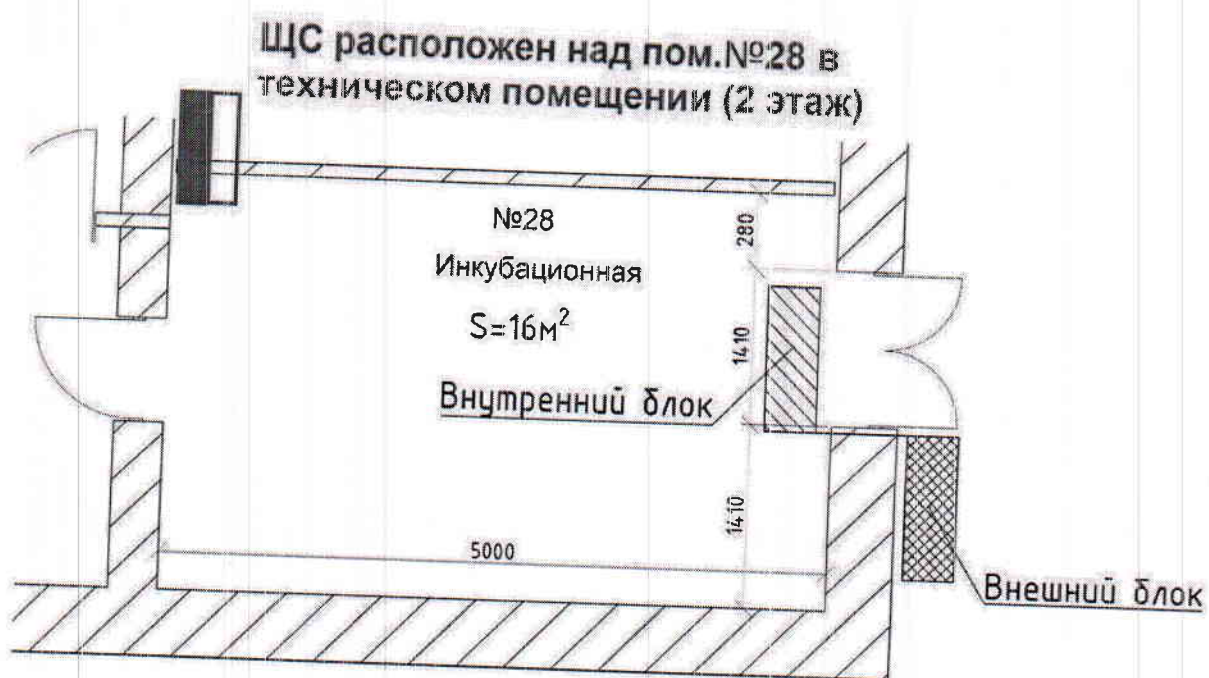 ЩС расположен над пом.№28 в
техническом помещении (2 этаж)
№28
Инкубационная
S=16м²
280
1410
Внутренний блок
1410
5000
Внешний блок